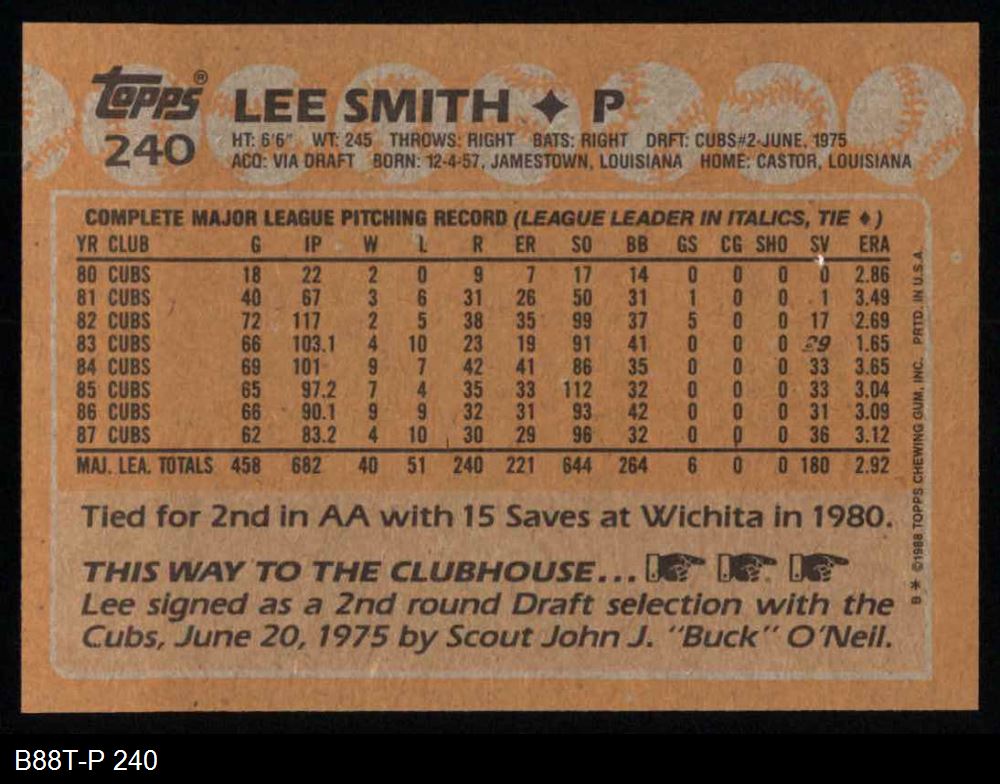 Topps®
240
LEE SMITH ✦ P
HT: 6'6" WT: 245 THROWS: RIGHT BATS: RIGHT DRFT: CUBS#2-JUNE, 1975
ACQ: VIA DRAFT BORN: 12-4-57, JAMESTOWN, LOUISIANA HOME: CASTOR, LOUISIANA
COMPLETE MAJOR LEAGUE PITCHING RECORD (LEAGUE LEADER IN ITALICS, TIE ♦)
YR CLUB G IP W L R ER SO BB GS CG SHO SV ERA
80 CUBS 18 22 2 0 9 7 17 14 0 0 0 0 2.86
81 CUBS 40 67 3 6 31 26 50 31 1 0 0 1 3.49
82 CUBS 72 117 2 5 38 35 99 37 5 0 0 17 2.69
83 CUBS 66 103.1 4 10 23 19 91 41 0 0 0 29 1.65
84 CUBS 69 101 9 7 42 41 86 35 0 0 0 33 3.65
85 CUBS 65 97.2 7 4 35 33 112 32 0 0 0 33 3.04
86 CUBS 66 90.1 9 9 32 31 93 42 0 0 0 31 3.09
87 CUBS 62 83.2 4 10 30 29 96 32 0 0 0 36 3.12
MAJ. LEA. TOTALS 458 682 40 51 240 221 644 264 6 0 0 180 2.92
Tied for 2nd in AA with 15 Saves at Wichita in 1980.
THIS WAY TO THE CLUBHOUSE...
Lee signed as a 2nd round Draft selection with the
Cubs, June 20, 1975 by Scout John J. "Buck" O'Neil.
B * ©1988 TOPPS CHEWING GUM, INC. PRTD. IN U.S.A.
B88T-P 240